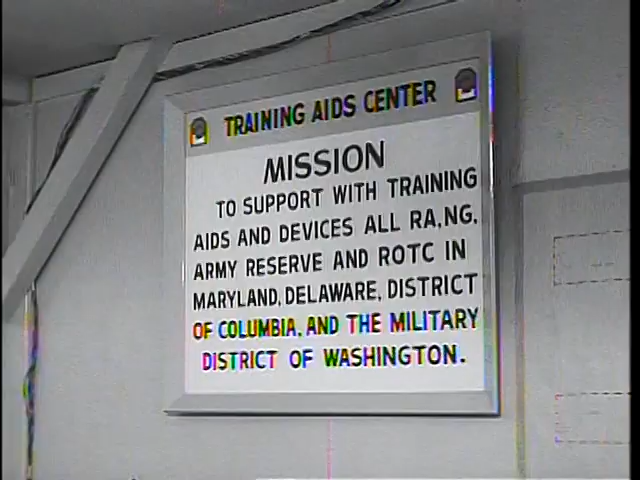 TRAINING AIDS CENTER
MISSION
TO SUPPORT WITH TRAINING
AIDS AND DEVICES ALL RA, NG,
ARMY RESERVE AND ROTC IN
MARYLAND, DELAWARE, DISTRICT
OF COLUMBIA, AND THE MILITARY
DISTRICT OF WASHINGTON.